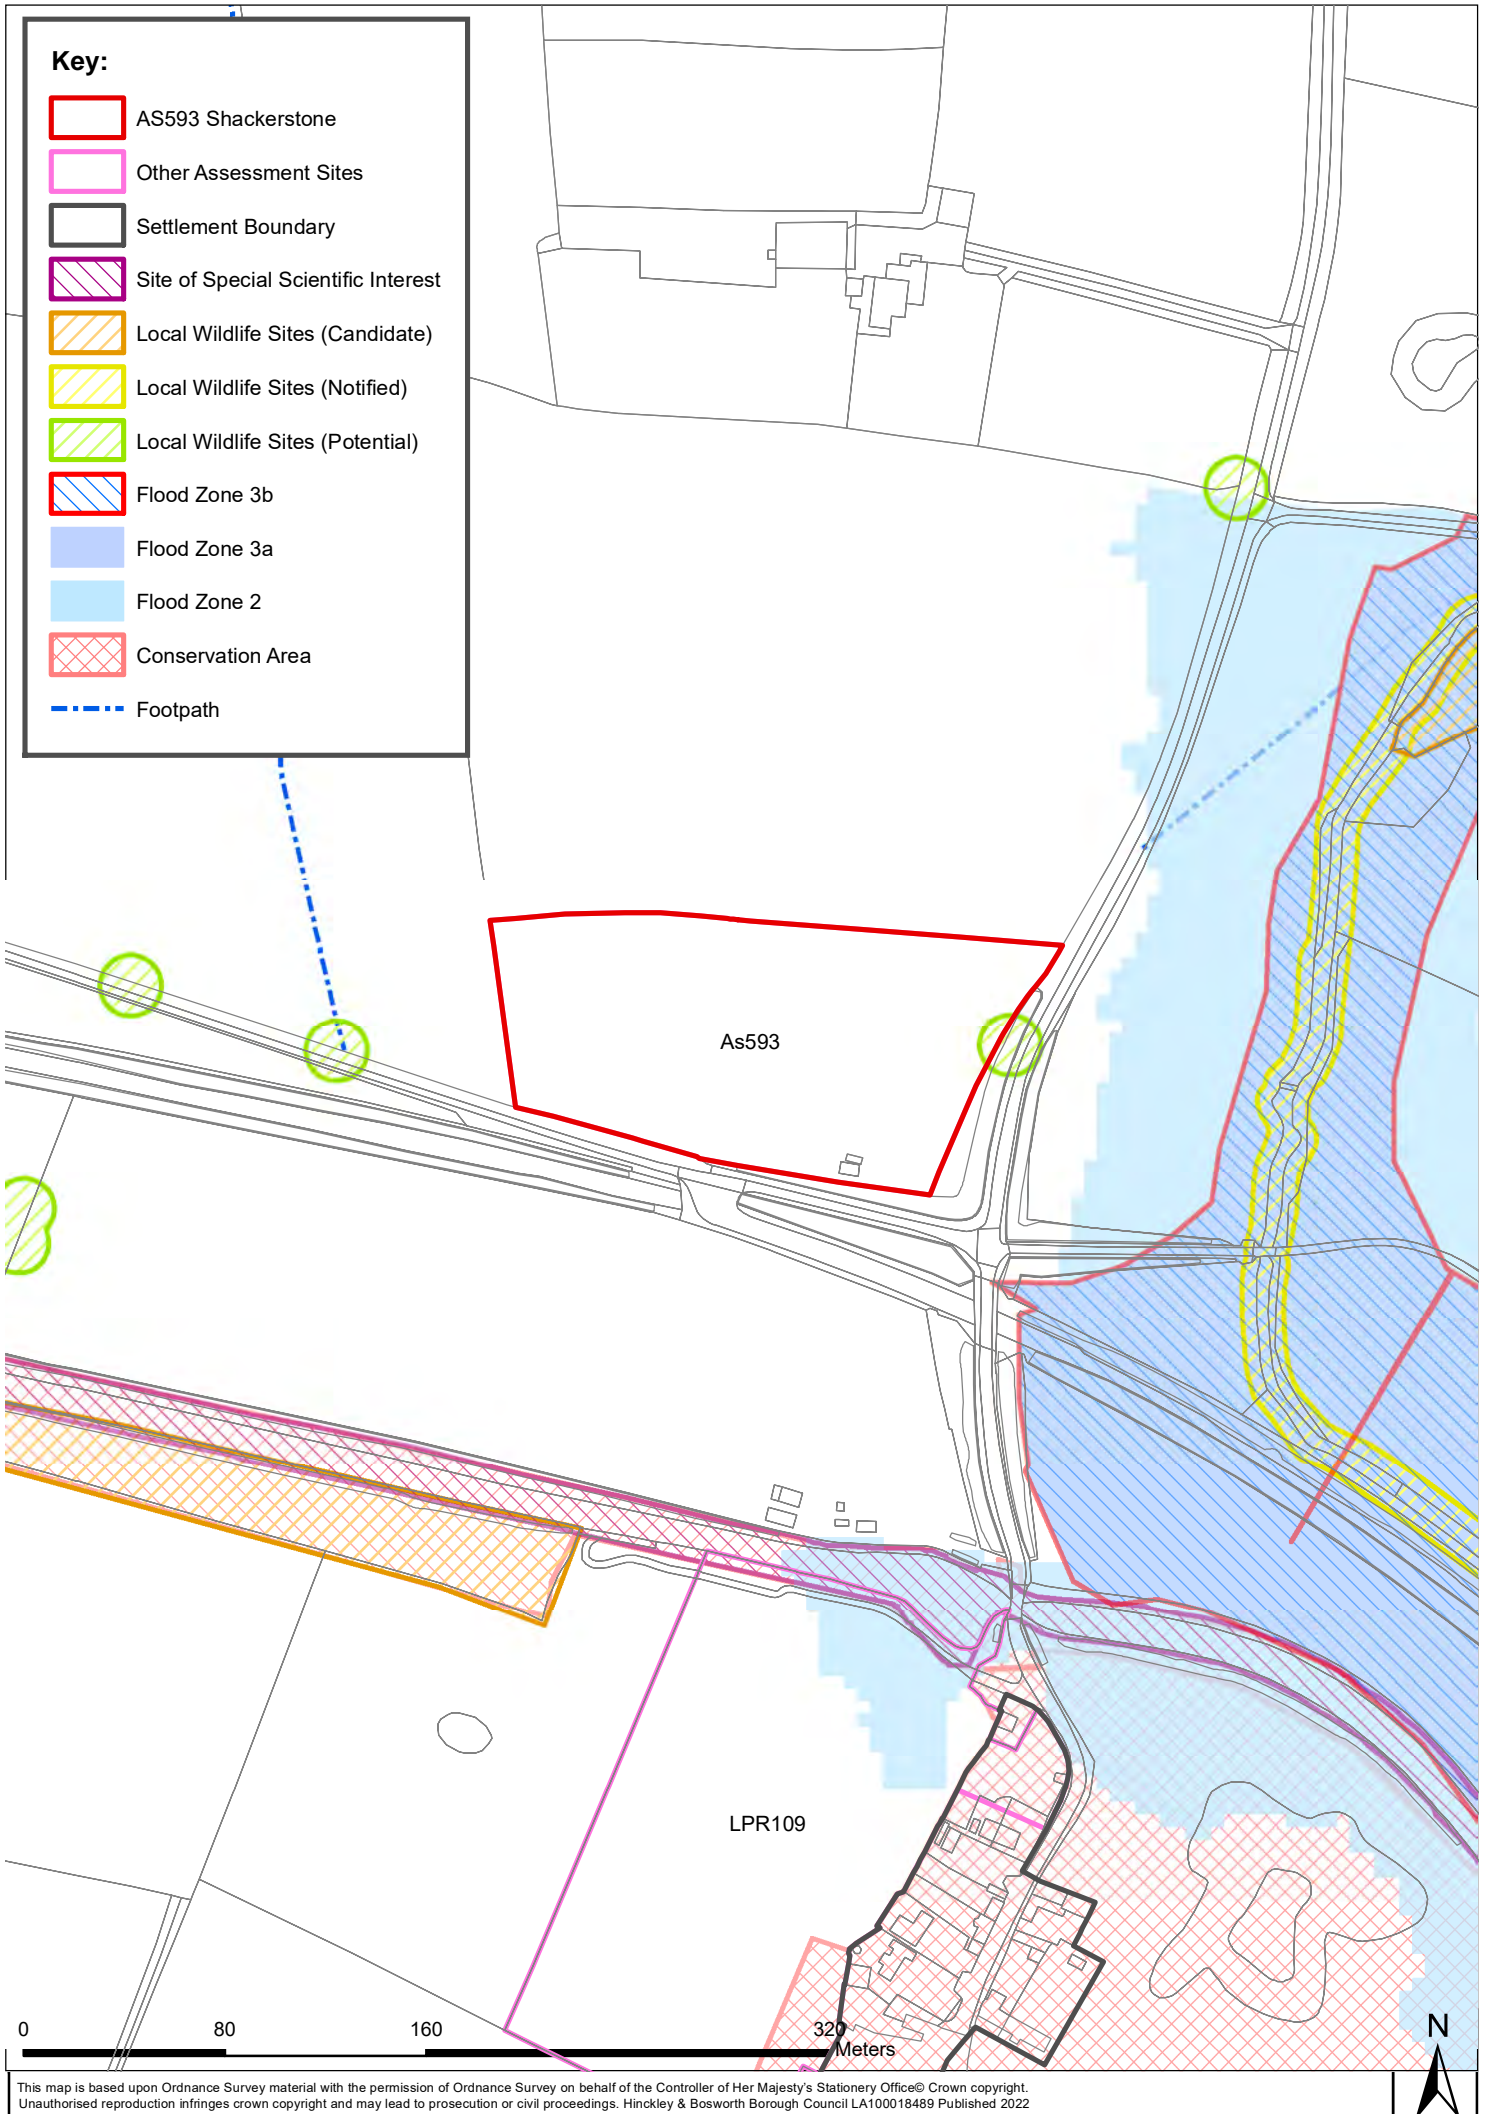 Key:
AS593 Shackerstone
Other Assessment Sites
Settlement Boundary
Site of Special Scientific Interest
Local Wildlife Sites (Candidate)
Local Wildlife Sites (Notified)
Local Wildlife Sites (Potential)
Flood Zone 3b
Flood Zone 3a
Flood Zone 2
Conservation Area
Footpath
As593
LPR109
0 80 160 320
Meters
N
This map is based upon Ordnance Survey material with the permission of Ordnance Survey on behalf of the Controller of Her Majesty's Stationery Office© Crown copyright.
Unauthorised reproduction infringes crown copyright and may lead to prosecution or civil proceedings. Hinckley & Bosworth Borough Council LA100018489 Published 2022